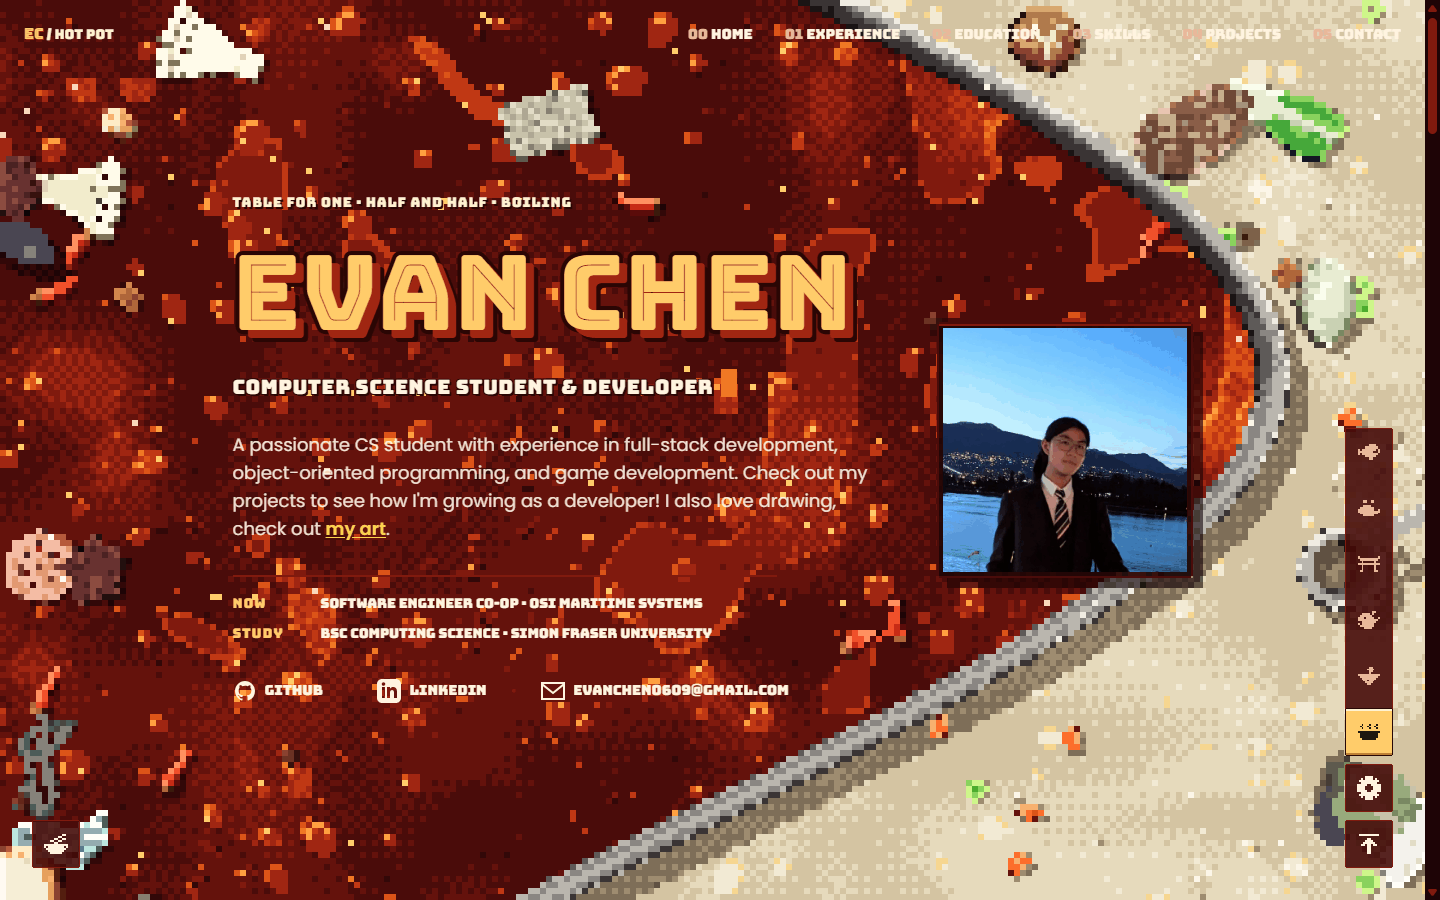 EC / HOT POT
00 HOME 01 EXPERIENCE 02 EDUCATION 03 SKILLS 04 PROJECTS 05 CONTACT
TABLE FOR ONE · HALF AND HALF · BOILING
EVAN CHEN
COMPUTER SCIENCE STUDENT & DEVELOPER
A passionate CS student with experience in full-stack development,
object-oriented programming, and game development. Check out my
projects to see how I'm growing as a developer! I also love drawing,
check out my art.
NOW SOFTWARE ENGINEER CO-OP · OSI MARITIME SYSTEMS
STUDY BSC COMPUTING SCIENCE · SIMON FRASER UNIVERSITY
GITHUB LINKEDIN EVANCHEN0609@GMAIL.COM